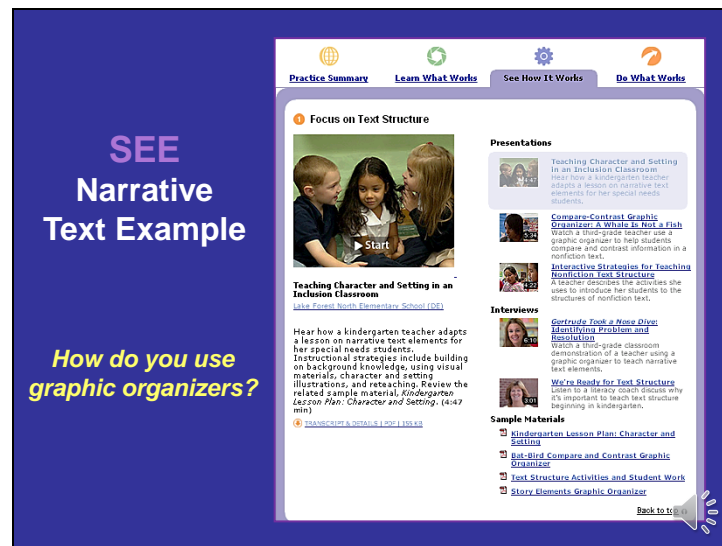 SEE
Narrative
Text Example
How do you use
graphic organizers?
Practice Summary
Learn What Works
See How It Works
Do What Works
1 Focus on Text Structure
Start
Teaching Character and Setting in an
Inclusion Classroom
Lake Forest North Elementary School (DE)
Hear how a kindergarten teacher adapts
a lesson on narrative text elements for
her special needs students.
Instructional strategies include building
on background knowledge, using visual
materials, character and setting
illustrations, and reteaching. Review the
related sample material, Kindergarten
Lesson Plan: Character and Setting. (4:47
min)
TRANSCRIPT & DETAILS | PDF | 155 KB
Presentations
Teaching Character and Setting
in an Inclusion Classroom
Hear how a kindergarten teacher
adapts a lesson on narrative text
elements for her special needs
students.
5:34
Compare-Contrast Graphic
Organizer: A Whale Is Not a Fish
Watch a third-grade teacher use a
graphic organizer to help students
compare and contrast information in a
nonfiction text.
4:22
Interactive Strategies for Teaching
Nonfiction Text Structure
A teacher describes the activities she
uses to introduce her students to the
structures of nonfiction text.
Interviews
6:10
Gertrude Took a Nose Dive:
Identifying Problem and
Resolution
Watch a third-grade classroom
demonstration of a teacher using a
graphic organizer to teach narrative
text elements.
3:01
We're Ready for Text Structure
Listen to a literacy coach discuss why
it's important to teach text structure
beginning in kindergarten.
Sample Materials
Kindergarten Lesson Plan: Character and
Setting
Bat-Bird Compare and Contrast Graphic
Organizer
Text Structure Activities and Student Work
Story Elements Graphic Organizer
Back to top